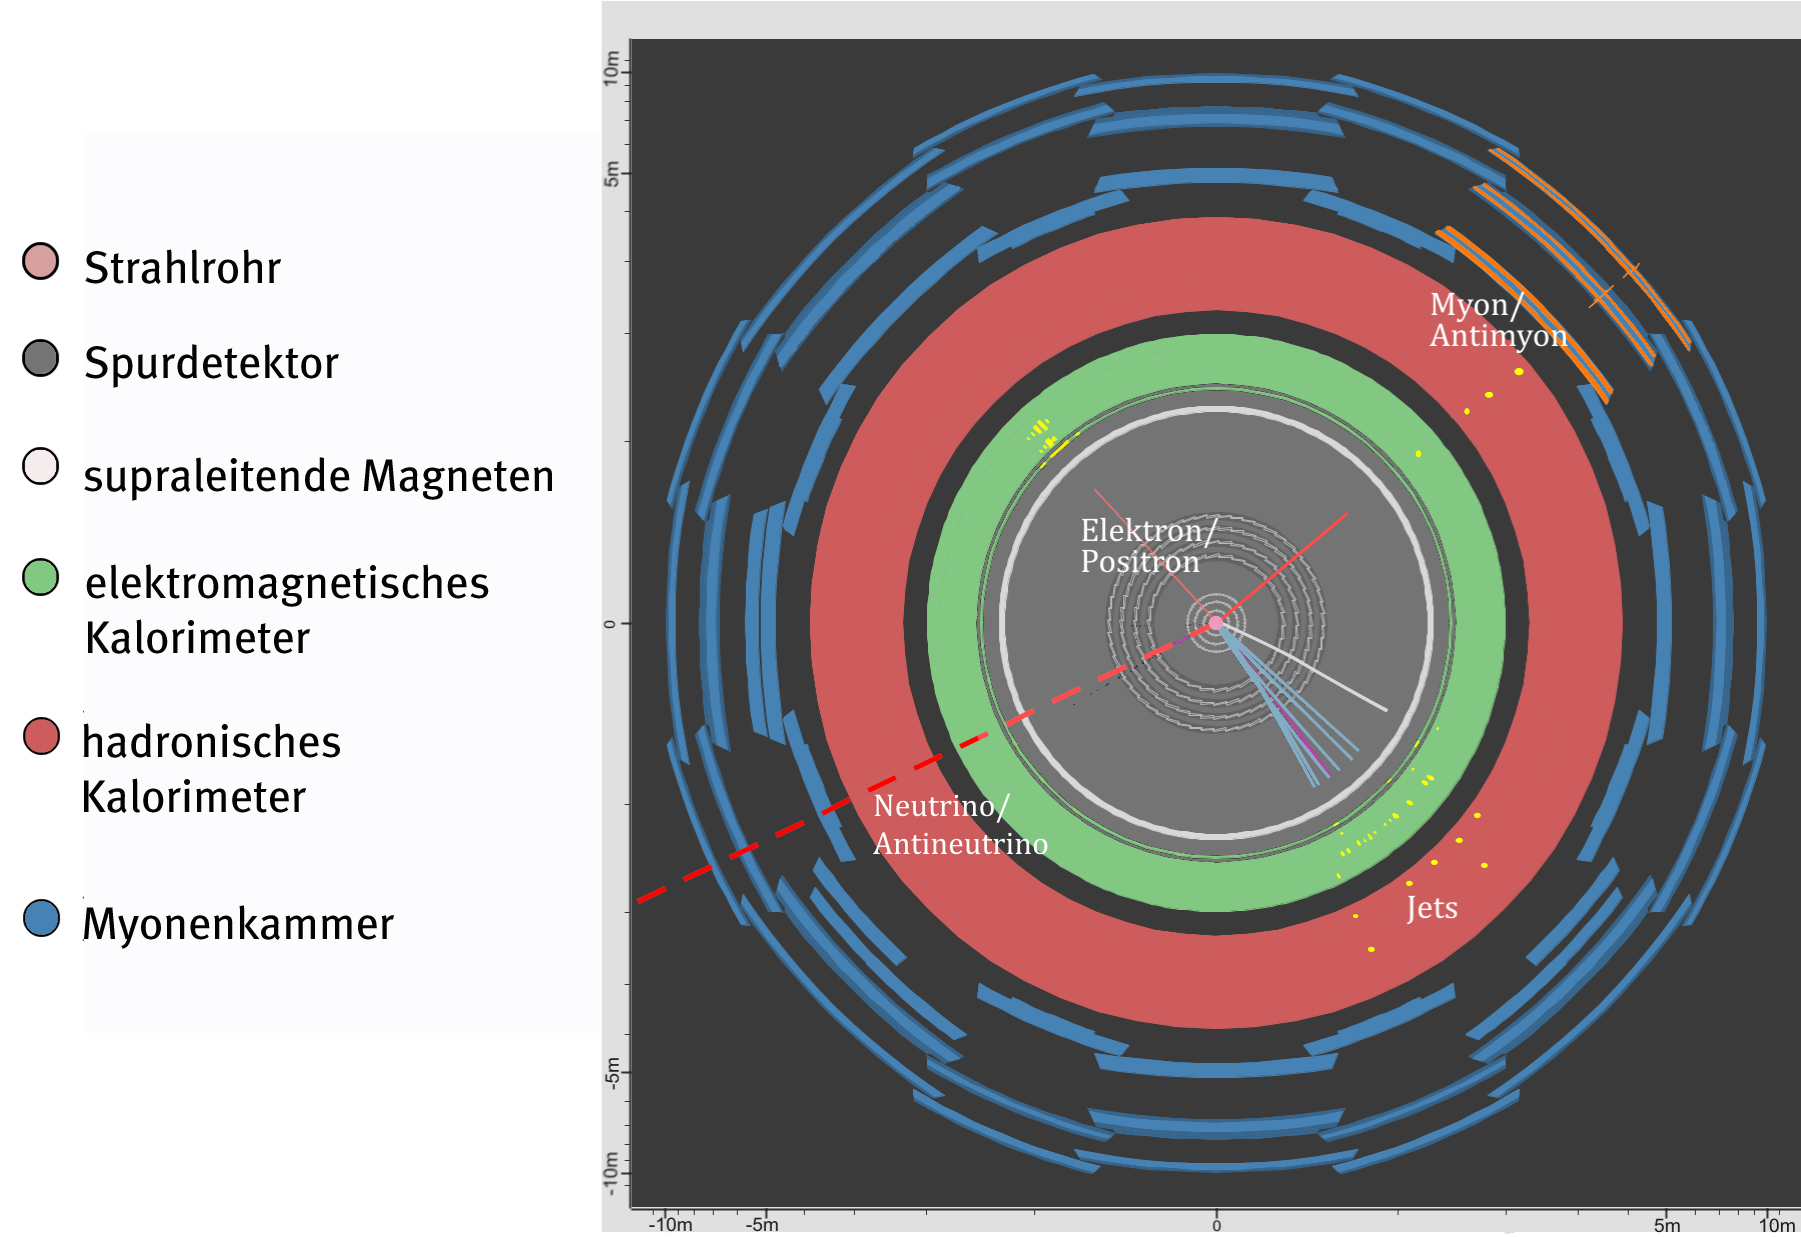 Strahlrohr
Spurdetektor
supraleitende Magneten
elektromagnetisches
Kalorimeter
hadronisches
Kalorimeter
Myonenkammer
10m
5m
0
-5m
-10m
Myon/
Antimyon
Elektron/
Positron
Neutrino/
Antineutrino
Jets
-10m
-5m
0
5m
10m